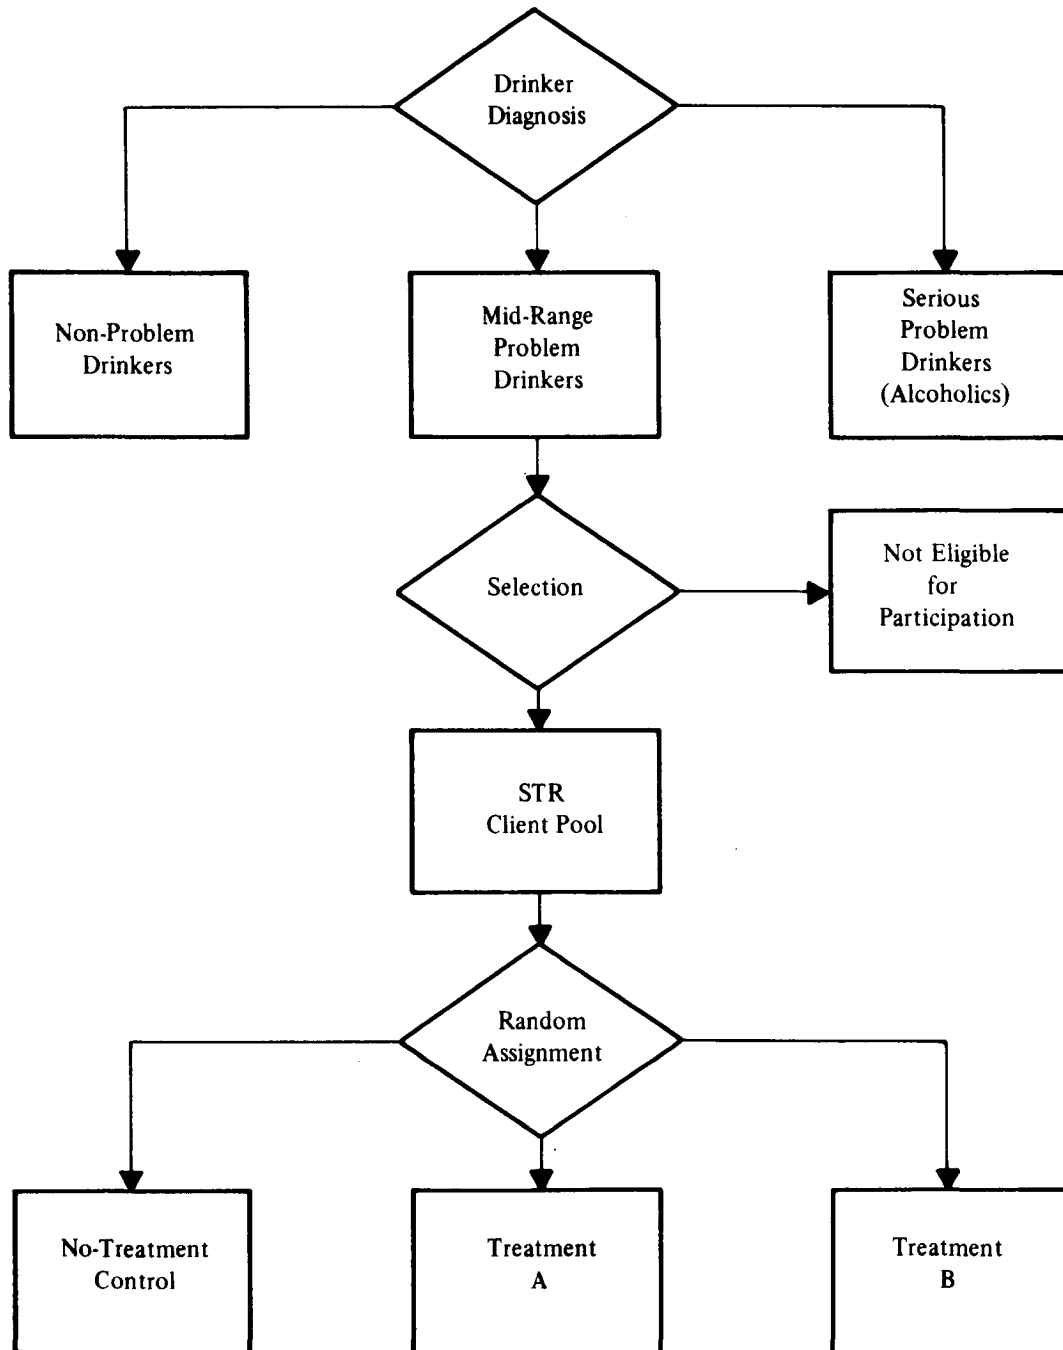 Drinker
Diagnosis
Non-Problem
Drinkers
Mid-Range
Problem
Drinkers
Serious
Problem
Drinkers
(Alcoholics)
Selection
Not Eligible
for
Participation
STR
Client Pool
Random
Assignment
No-Treatment
Control
Treatment
A
Treatment
B